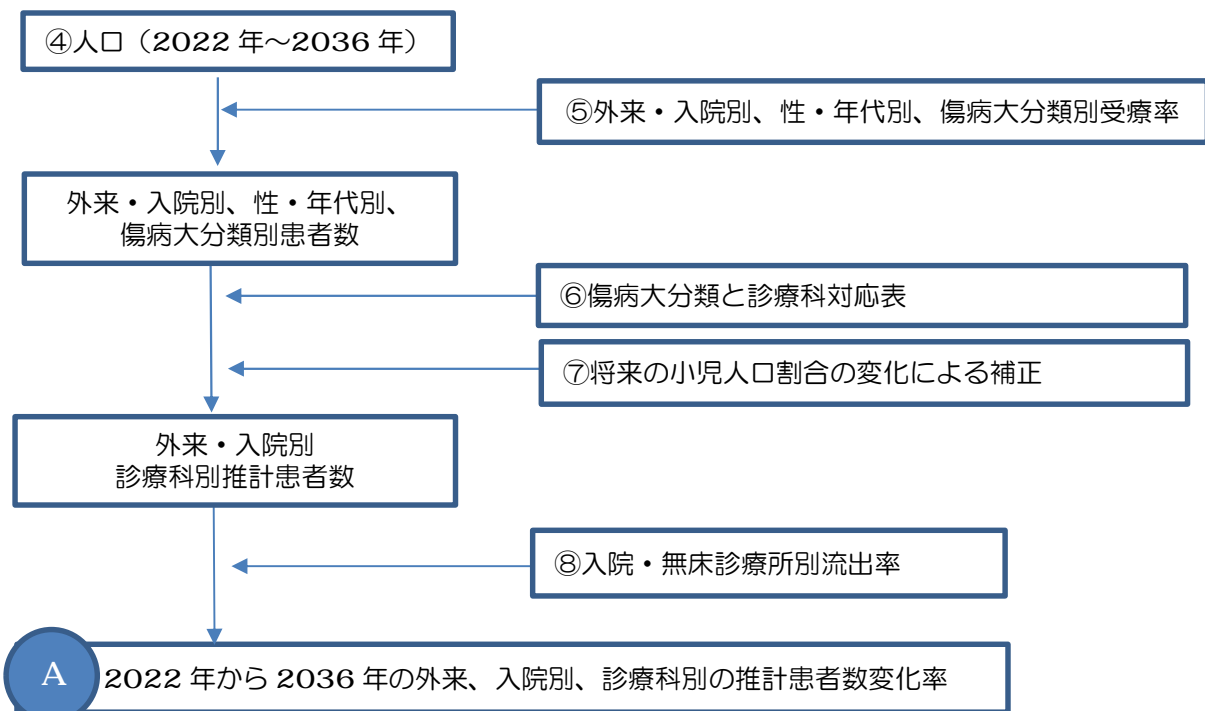 ④人口（2022 年～2036 年）
⑤外来・入院別、性・年代別、傷病大分類別受療率
外来・入院別、性・年代別、
傷病大分類別患者数
⑥傷病大分類と診療科対応表
⑦将来の小児人口割合の変化による補正
外来・入院別
診療科別推計患者数
⑧入院・無床診療所別流出率
A
2022 年から 2036 年の外来、入院別、診療科別の推計患者数変化率